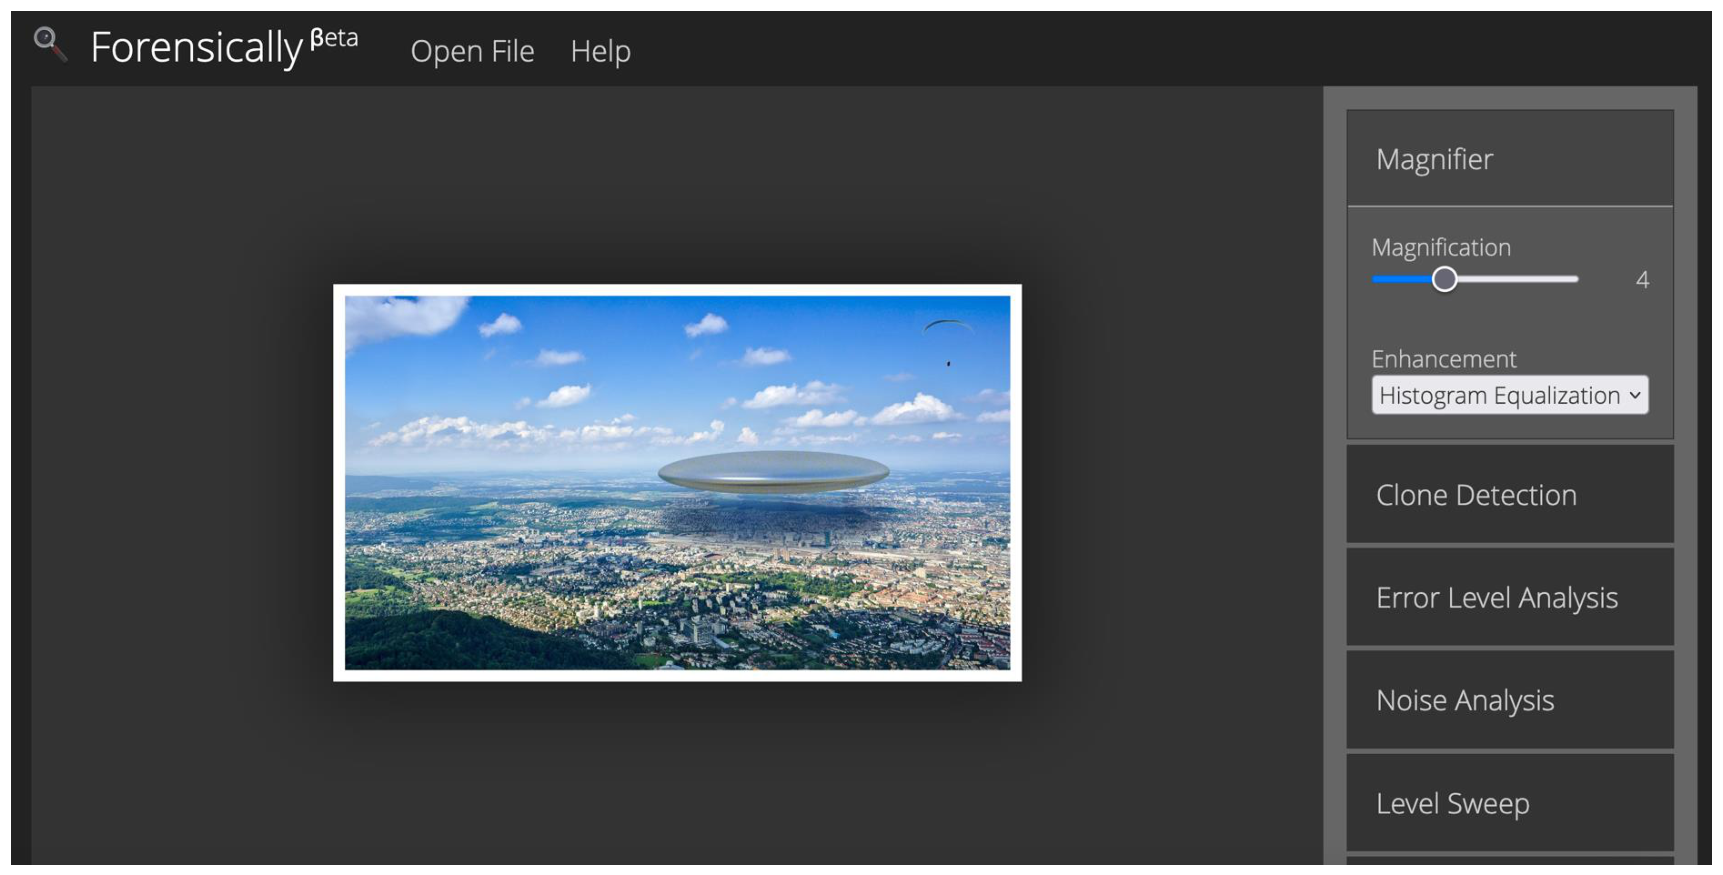 Forensically βeta Open File Help
Magnifier
Magnification
4
Enhancement
Histogram Equalization
Clone Detection
Error Level Analysis
Noise Analysis
Level Sweep